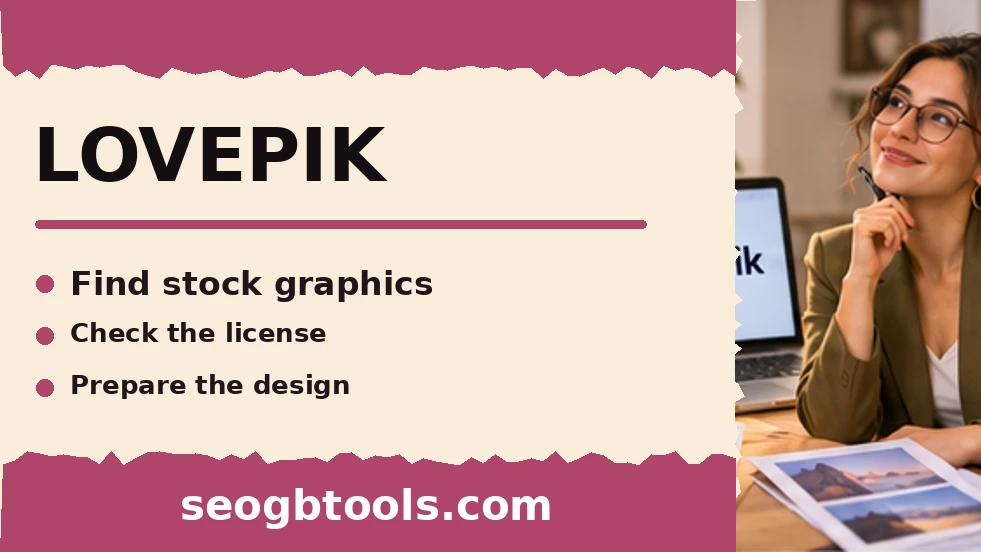 LOVEPIK
Find stock graphics
Check the license
Prepare the design
seogbtools.com